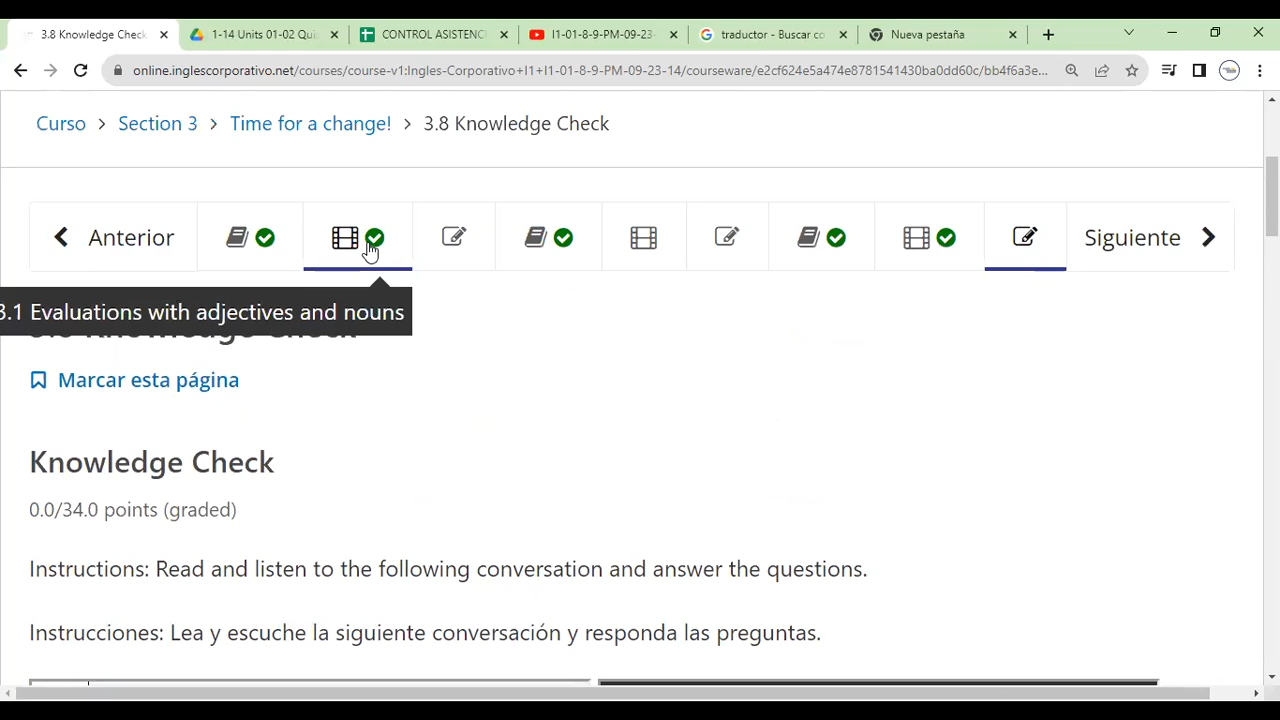 3.8 Knowledge Check
1-14 Units 01-02 Qui
CONTROL ASISTENC
I1-01-8-9-PM-09-23-
traductor - Buscar co
Nueva pestaña
online.inglescorporativo.net/courses/course-v1:Ingles-Corporativo+I1+I1-01-8-9-PM-09-23-14/courseware/e2cf624e5a474e8781541430ba0dd60c/bb4f6a3e...
Curso > Section 3 > Time for a change! > 3.8 Knowledge Check
Anterior
Siguiente
3.1 Evaluations with adjectives and nouns
Marcar esta página
Knowledge Check
0.0/34.0 points (graded)
Instructions: Read and listen to the following conversation and answer the questions.
Instrucciones: Lea y escuche la siguiente conversación y responda las preguntas.